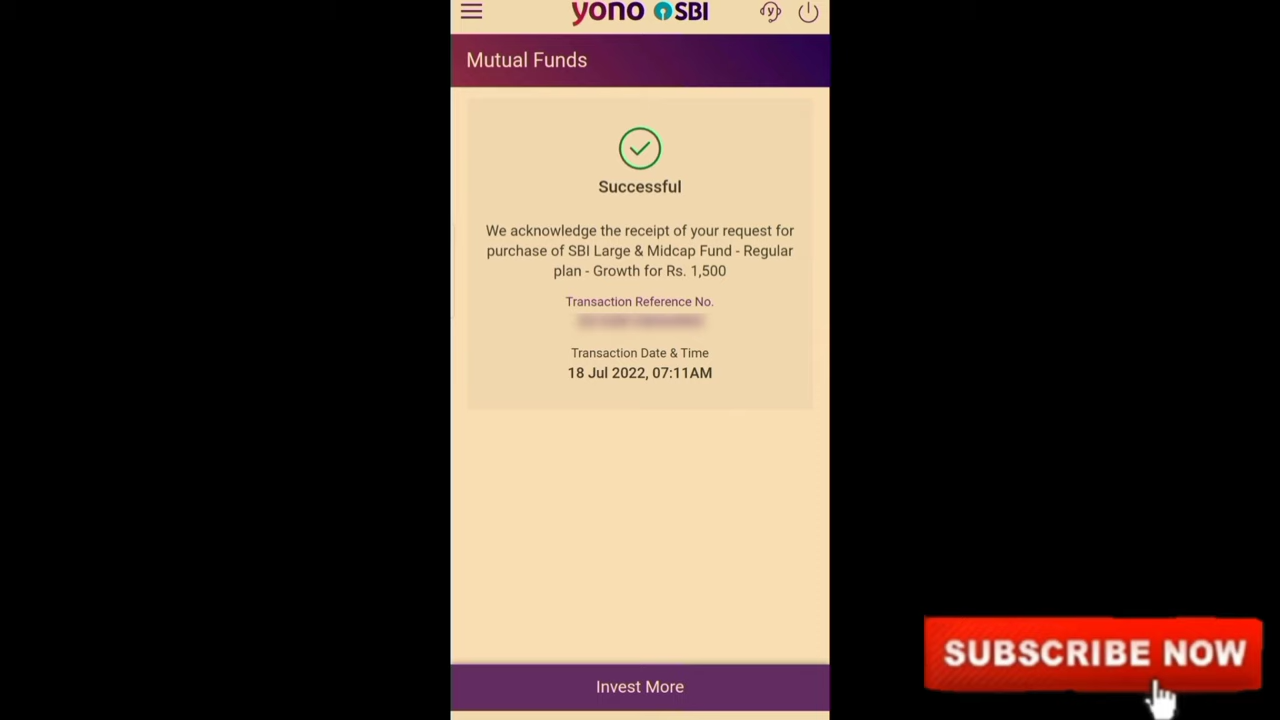 yono SBI
Mutual Funds
Successful
We acknowledge the receipt of your request for
purchase of SBI Large & Midcap Fund - Regular
plan - Growth for Rs. 1,500
Transaction Reference No.
Transaction Date & Time
18 Jul 2022, 07:11AM
Invest More
SUBSCRIBE NOW